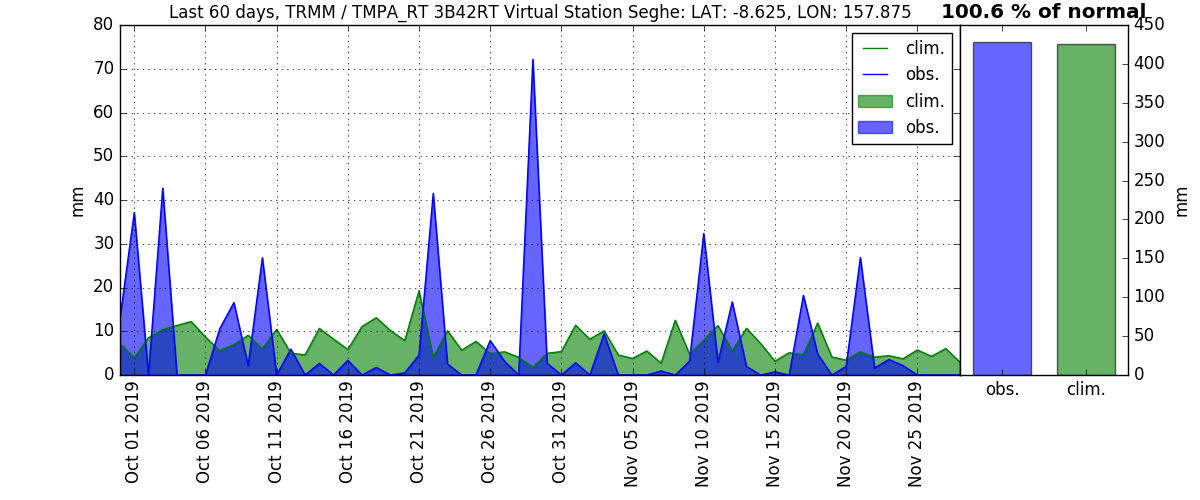 Last 60 days, TRMM / TMPA_RT 3B42RT Virtual Station Seghe: LAT: -8.625, LON: 157.875
100.6 % of normal
80
70
60
50
40
30
20
10
0
mm
clim.
obs.
clim.
obs.
450
400
350
300
250
200
150
100
50
0
mm
Oct 01 2019
Oct 06 2019
Oct 11 2019
Oct 16 2019
Oct 21 2019
Oct 26 2019
Oct 31 2019
Nov 05 2019
Nov 10 2019
Nov 15 2019
Nov 20 2019
Nov 25 2019
obs.
clim.